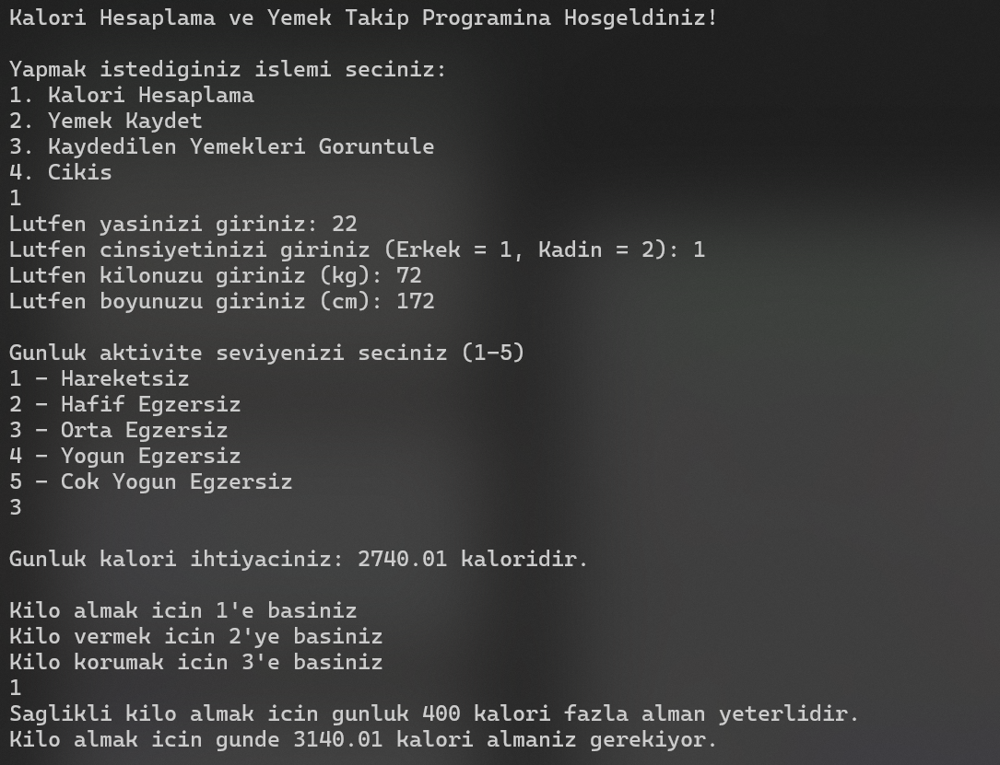 Kalori Hesaplama ve Yemek Takip Programina Hosgeldiniz!
Yapmak istediginiz islemi seciniz:
1. Kalori Hesaplama
2. Yemek Kaydet
3. Kaydedilen Yemekleri Goruntule
4. Cikis
1
Lutfen yasinizi giriniz: 22
Lutfen cinsiyetinizi giriniz (Erkek = 1, Kadin = 2): 1
Lutfen kilonuzu giriniz (kg): 72
Lutfen boyunuzu giriniz (cm): 172
Gunluk aktivite seviyenizi seciniz (1-5)
1 - Hareketsiz
2 - Hafif Egzersiz
3 - Orta Egzersiz
4 - Yogun Egzersiz
5 - Cok Yogun Egzersiz
3
Gunluk kalori ihtiyaciniz: 2740.01 kaloridir.
Kilo almak icin 1'e basiniz
Kilo vermek icin 2'ye basiniz
Kilo korumak icin 3'e basiniz
1
Saglikli kilo almak icin gunluk 400 kalori fazla alman yeterlidir.
Kilo almak icin gunde 3140.01 kalori almaniz gerekiyor.